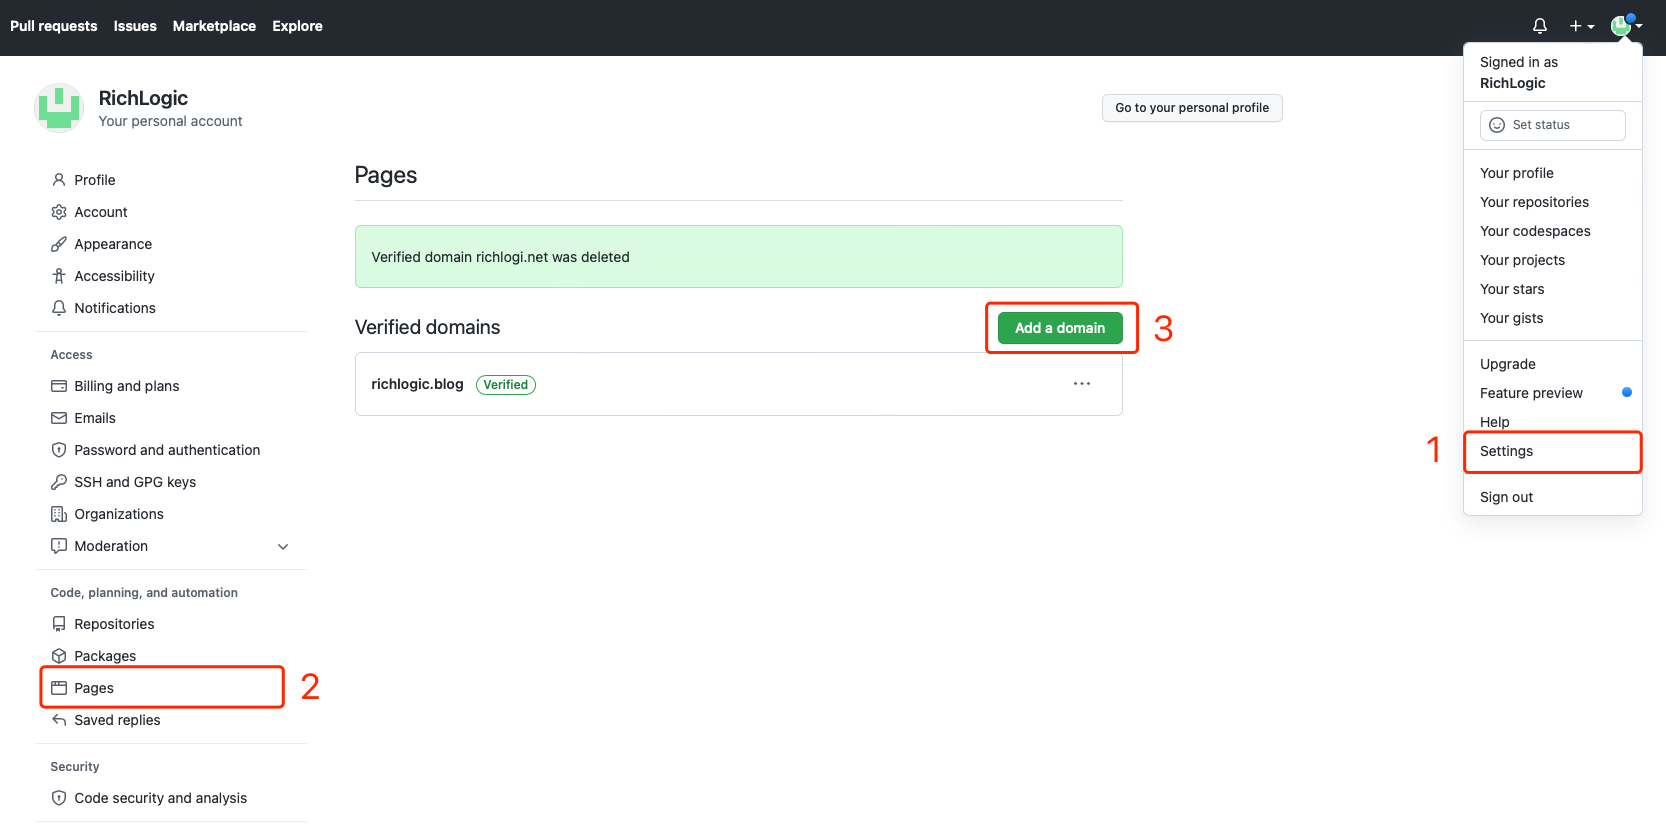 Pull requests Issues Marketplace Explore
Signed in as
RichLogic
Set status
Your profile
Your repositories
Your codespaces
Your projects
Your stars
Your gists
Upgrade
Feature preview
Help
1 Settings
Sign out
RichLogic
Your personal account
Go to your personal profile
Profile
Account
Appearance
Accessibility
Notifications
Access
Billing and plans
Emails
Password and authentication
SSH and GPG keys
Organizations
Moderation
Code, planning, and automation
Repositories
Packages
Pages 2
Saved replies
Security
Code security and analysis
Pages
Verified domain richlogi.net was deleted
Verified domains Add a domain 3
richlogic.blog Verified